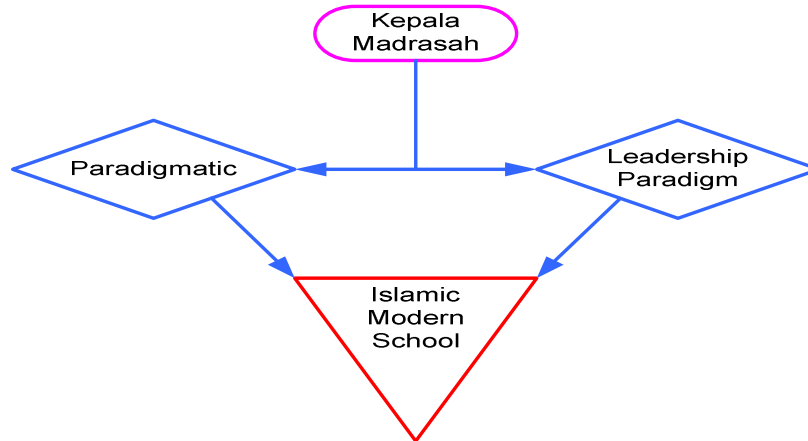 Kepala
Madrasah
Paradigmatic
Leadership
Paradigm
Islamic
Modern
School